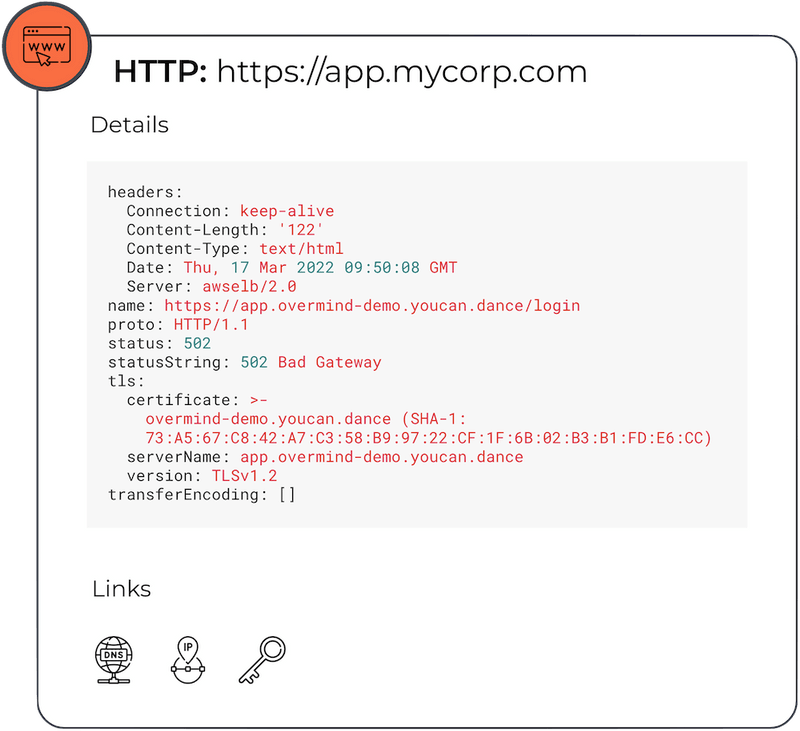 www
HTTP: https://app.mycorp.com
Details
headers:
  Connection: keep-alive
  Content-Length: '122'
  Content-Type: text/html
  Date: Thu, 17 Mar 2022 09:50:08 GMT
  Server: awselb/2.0
name: https://app.overmind-demo.youcan.dance/login
proto: HTTP/1.1
status: 502
statusString: 502 Bad Gateway
tls:
  certificate: >-
    overmind-demo.youcan.dance (SHA-1:
    73:A5:67:C8:42:A7:C3:58:B9:97:22:CF:1F:6B:02:B3:B1:FD:E6:CC)
  serverName: app.overmind-demo.youcan.dance
  version: TLSv1.2
transferEncoding: []
Links
DNS
IP